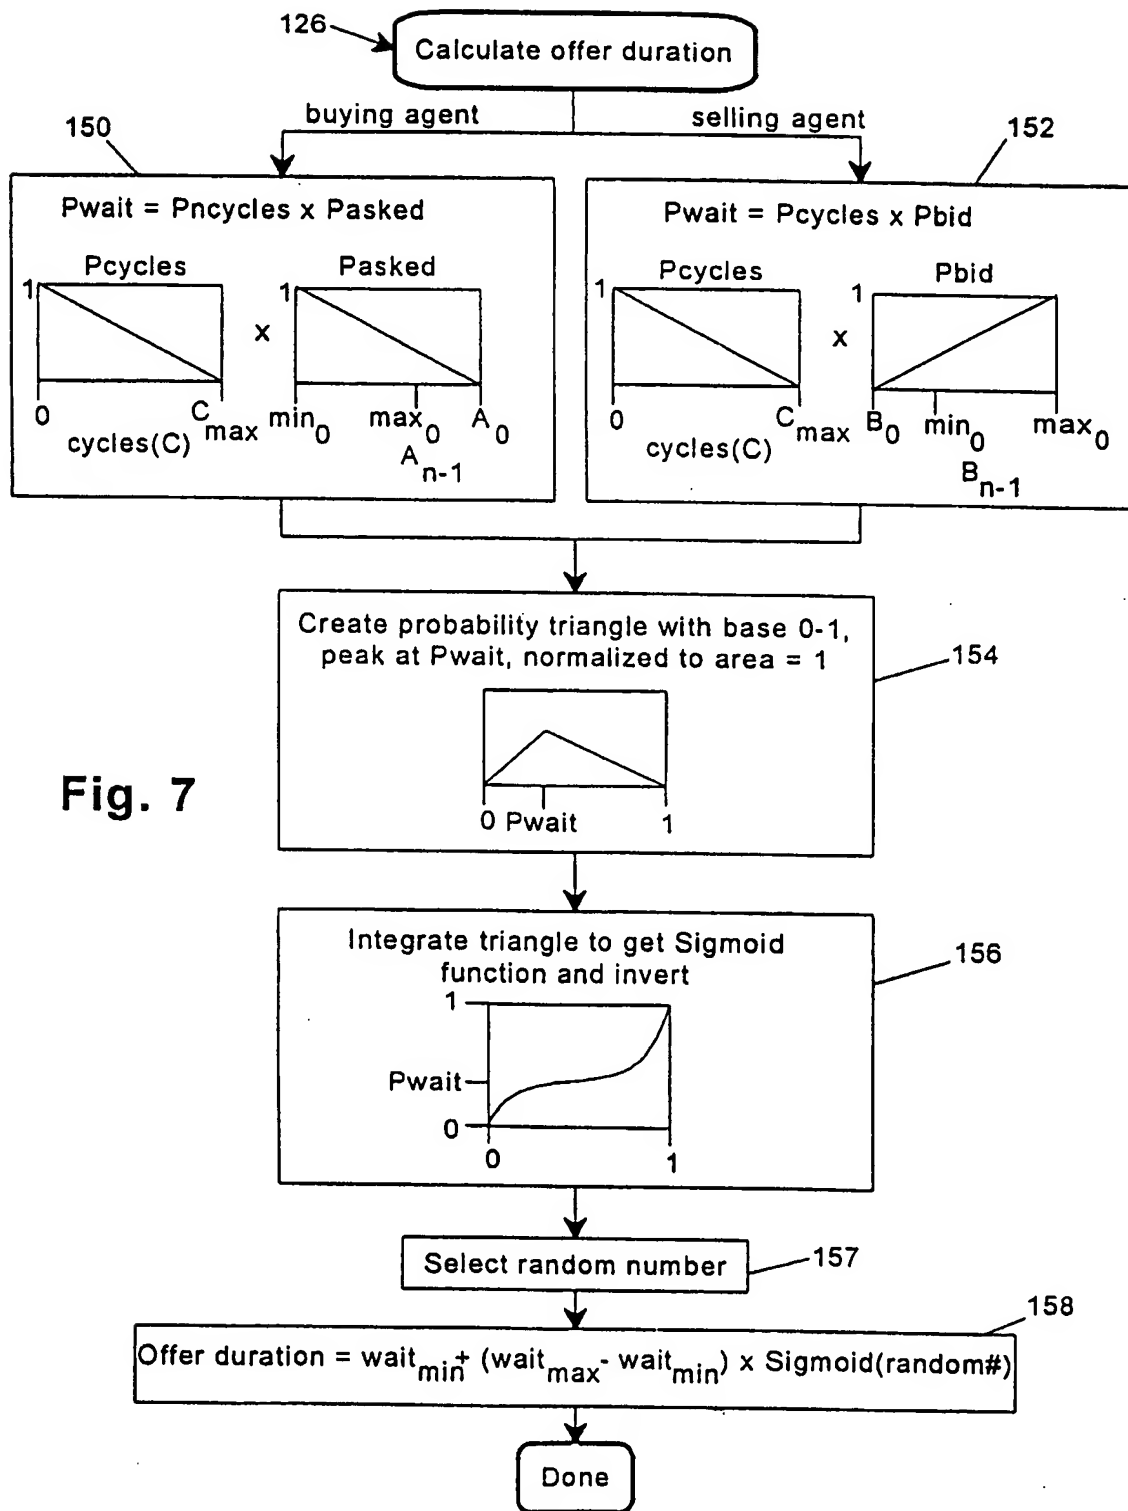 126
Calculate offer duration
buying agent
selling agent
150
152
Pwait = Pncycles x Pasked
Pcycles
Pasked
1
x
1
0
C max
min0
max0
A0
cycles(C)
An-1
Pwait = Pcycles x Pbid
Pcycles
Pbid
1
x
1
0
Cmax
B0
min0
max0
cycles(C)
Bn-1
Create probability triangle with base 0-1,
peak at Pwait, normalized to area = 1
154
0 Pwait 1
Fig. 7
Integrate triangle to get Sigmoid
function and invert
156
1
Pwait
0
0 1
Select random number
157
158
Offer duration = waitmin+ (waitmax- waitmin) x Sigmoid(random#)
Done